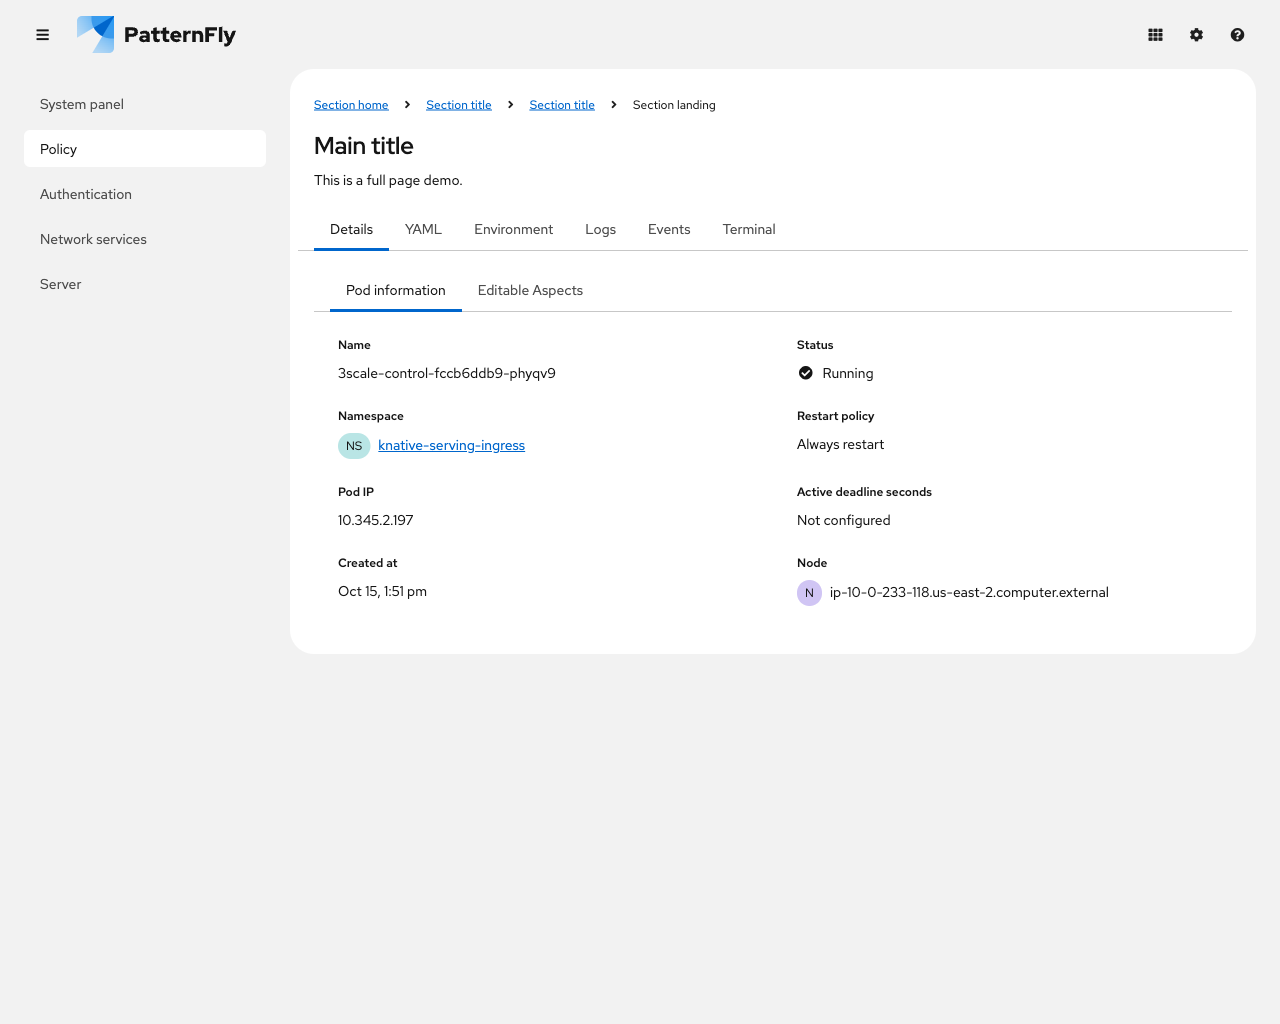 PatternFly
System panel
Policy
Authentication
Network services
Server
Section home Section title Section title Section landing
Main title
This is a full page demo.
Details YAML Environment Logs Events Terminal
Pod information Editable Aspects
Name
3scale-control-fccb6ddb9-phyqv9
Status
Running
Namespace
NS knative-serving-ingress
Restart policy
Always restart
Pod IP
10.345.2.197
Active deadline seconds
Not configured
Created at
Oct 15, 1:51 pm
Node
N ip-10-0-233-118.us-east-2.computer.external